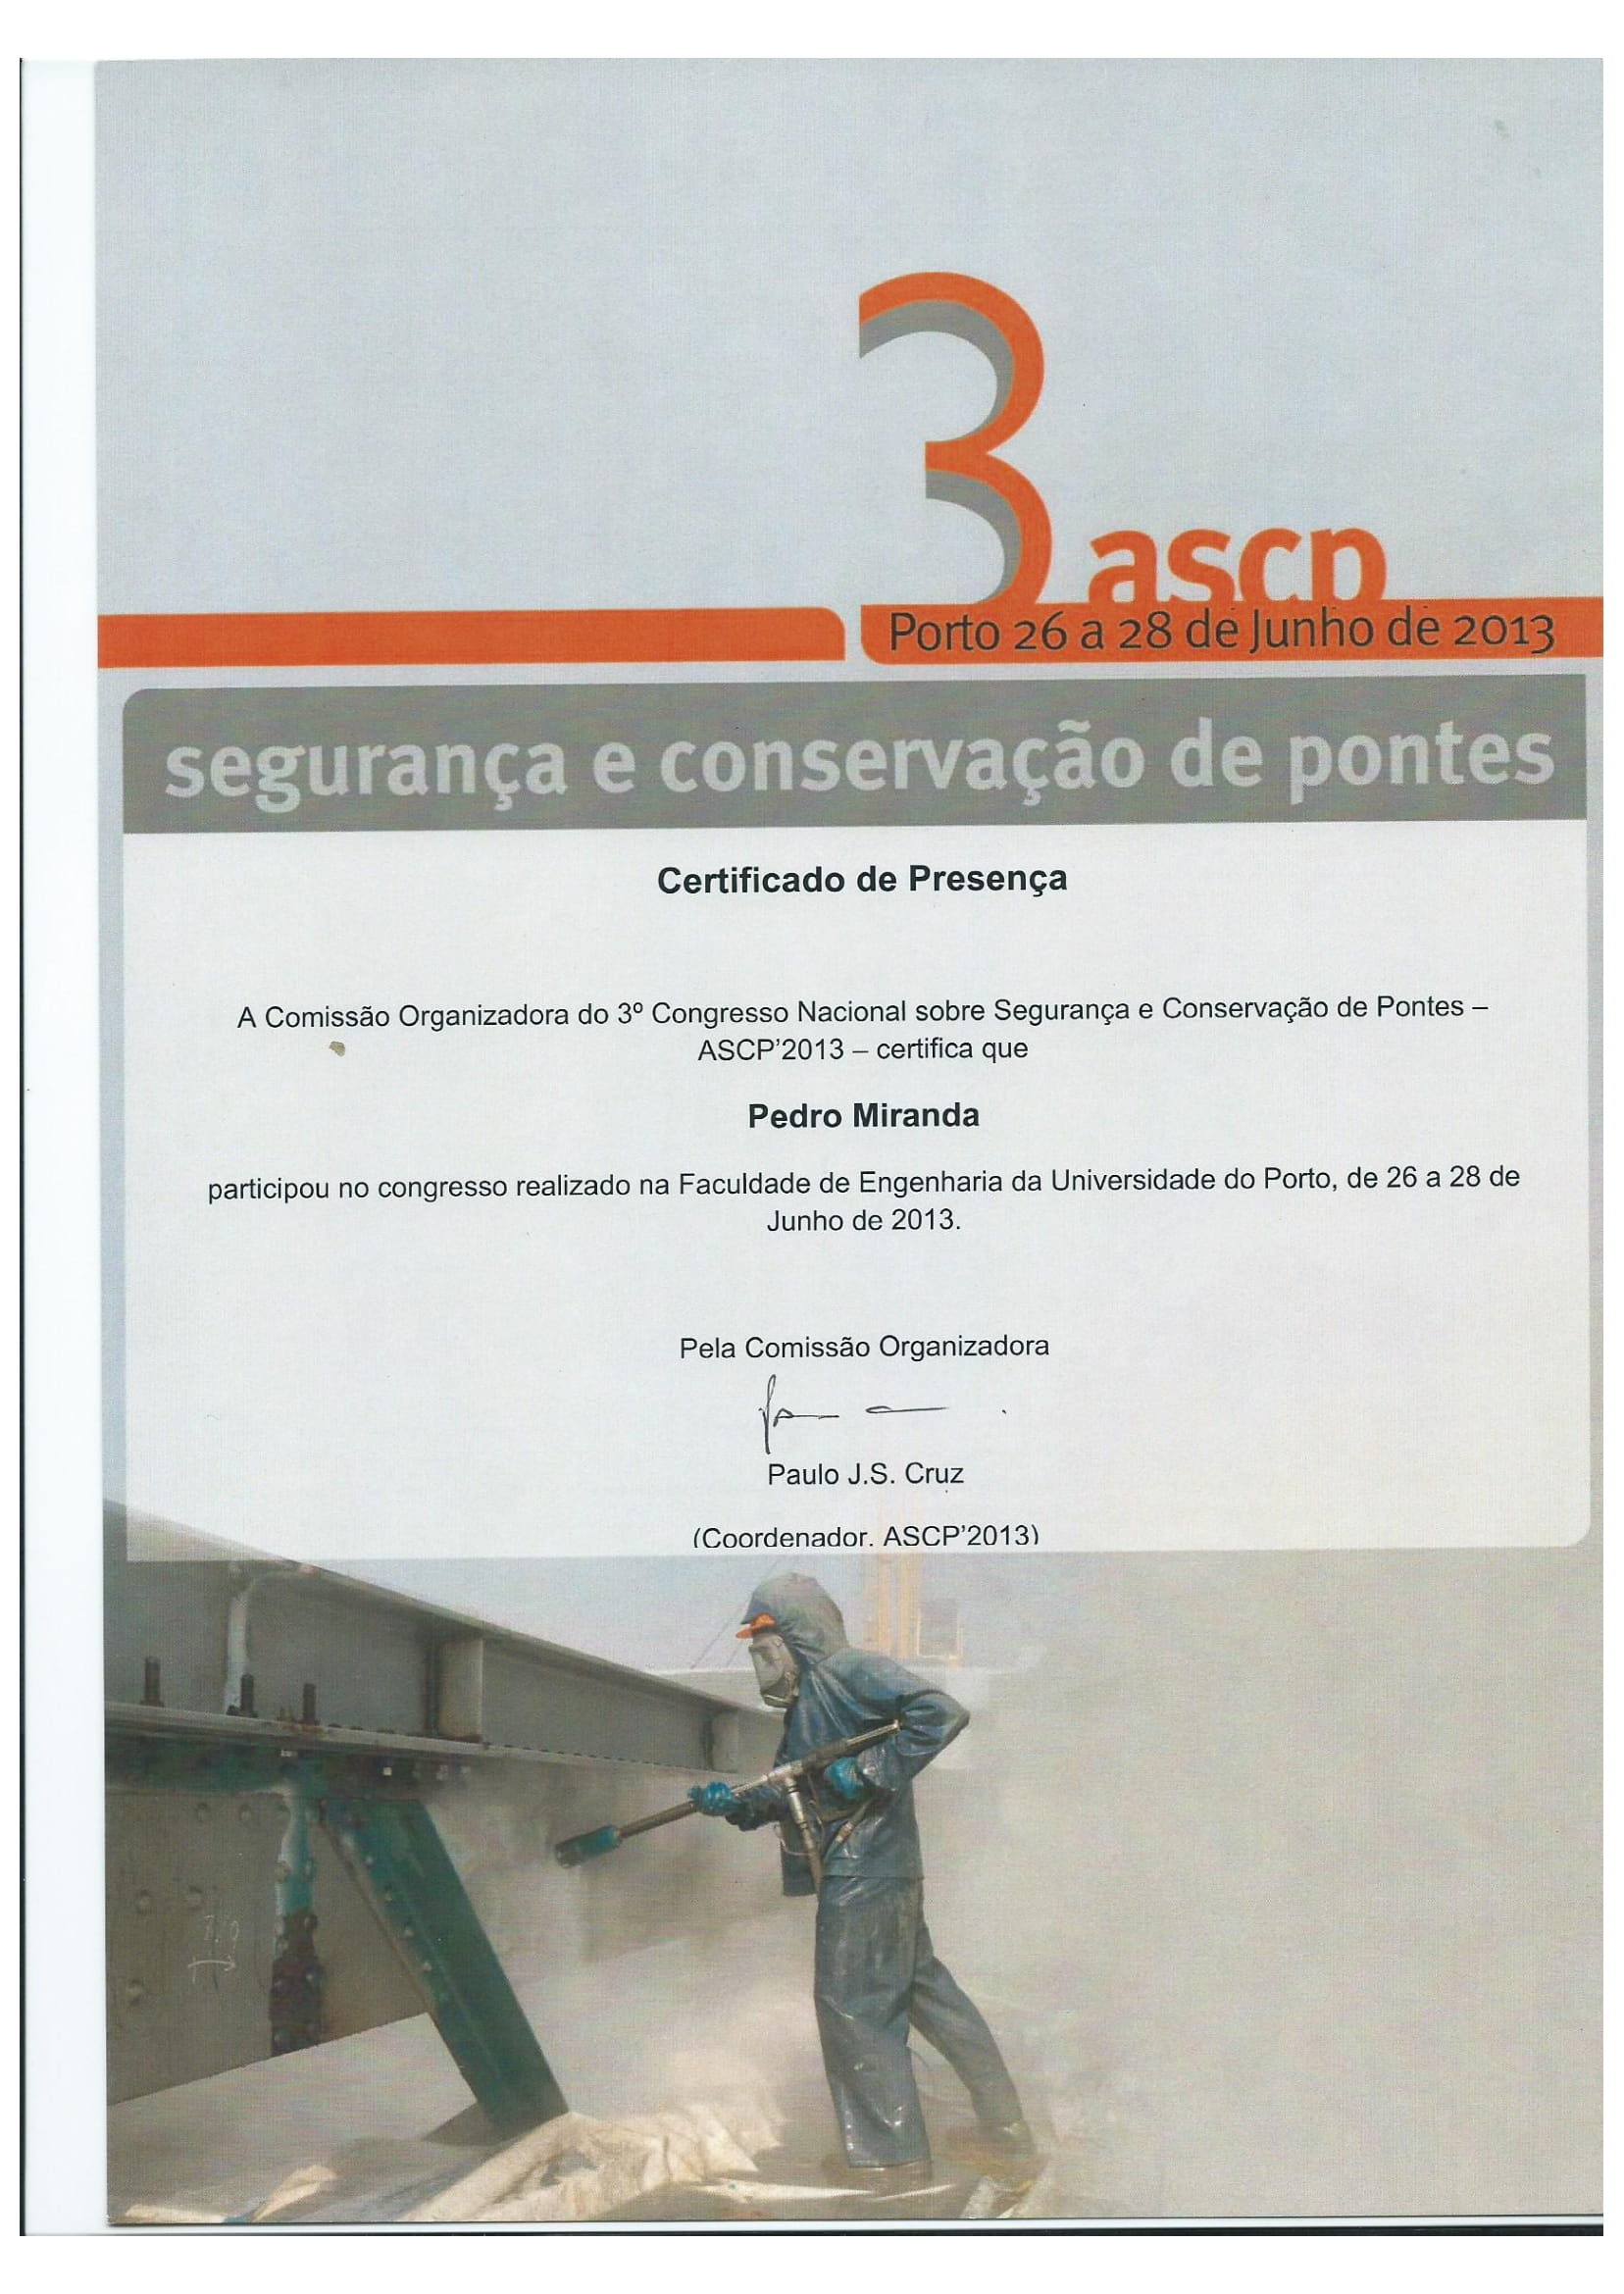 3 ascp
Porto 26 a 28 de Junho de 2013
segurança e conservação de pontes
Certificado de Presença
A Comissão Organizadora do 3º Congresso Nacional sobre Segurança e Conservação de Pontes –
ASCP’2013 – certifica que
Pedro Miranda
participou no congresso realizado na Faculdade de Engenharia da Universidade do Porto, de 26 a 28 de
Junho de 2013.
Pela Comissão Organizadora
Paulo J.S. Cruz
(Coordenador. ASCP’2013)